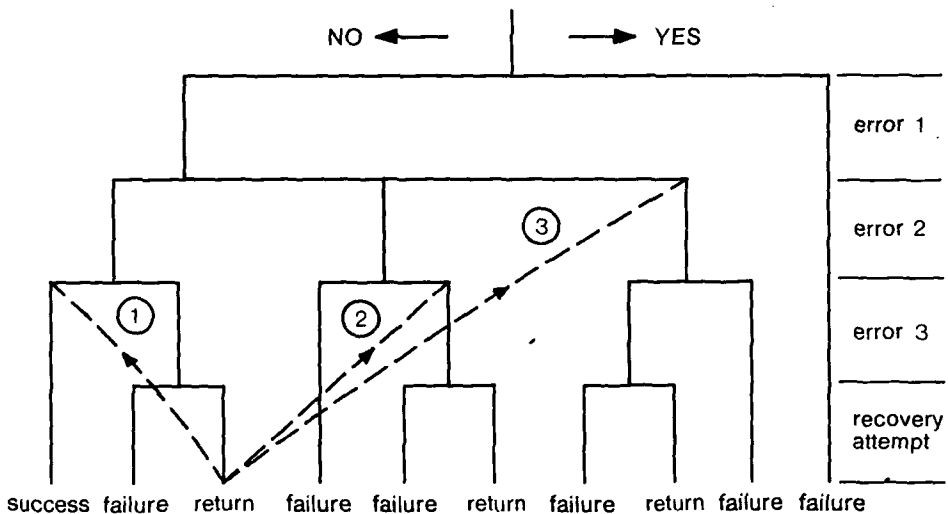 NO YES
error 1
error 2
3
1
2
error 3
recovery
attempt
success failure return failure failure return failure return failure failure